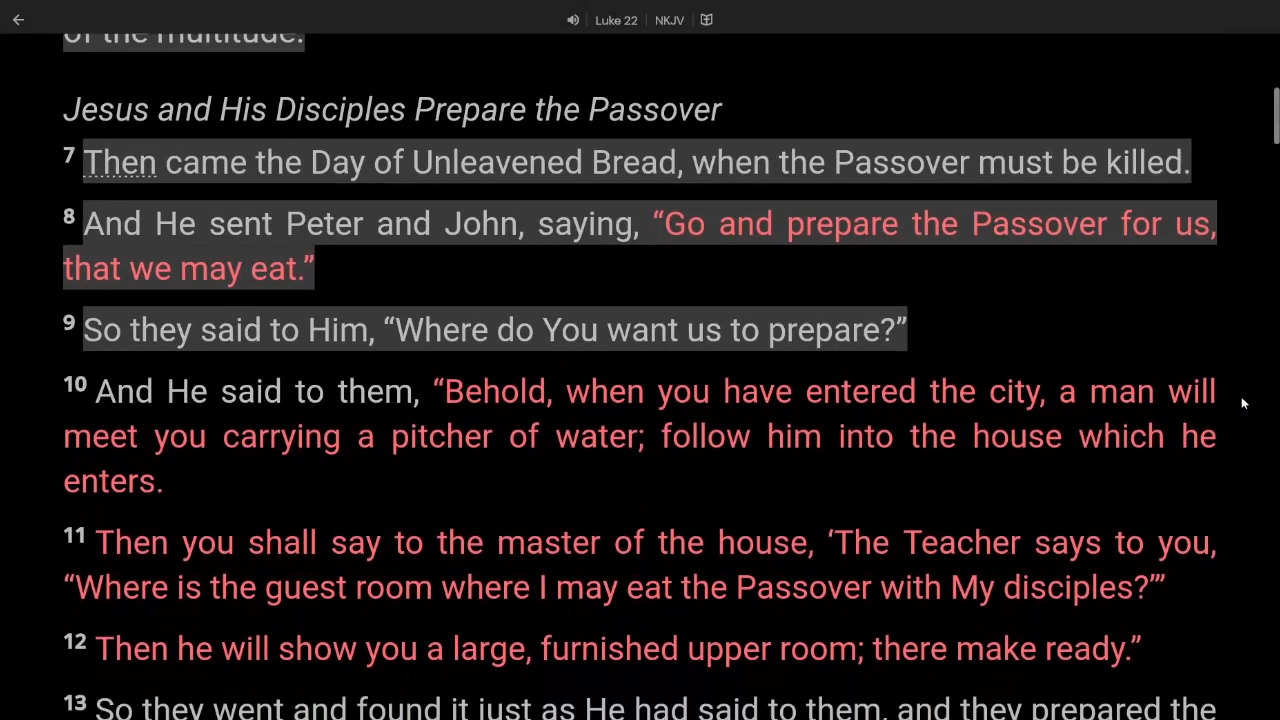 Luke 22 NKJV
of the multitude.
Jesus and His Disciples Prepare the Passover
7 Then came the Day of Unleavened Bread, when the Passover must be killed.
8 And He sent Peter and John, saying, “Go and prepare the Passover for us,
that we may eat.”
9 So they said to Him, “Where do You want us to prepare?”
10 And He said to them, “Behold, when you have entered the city, a man will
meet you carrying a pitcher of water; follow him into the house which he
enters.
11 Then you shall say to the master of the house, ‘The Teacher says to you,
“Where is the guest room where I may eat the Passover with My disciples?”’
12 Then he will show you a large, furnished upper room; there make ready.”
13 So they went and found it just as He had said to them, and they prepared the